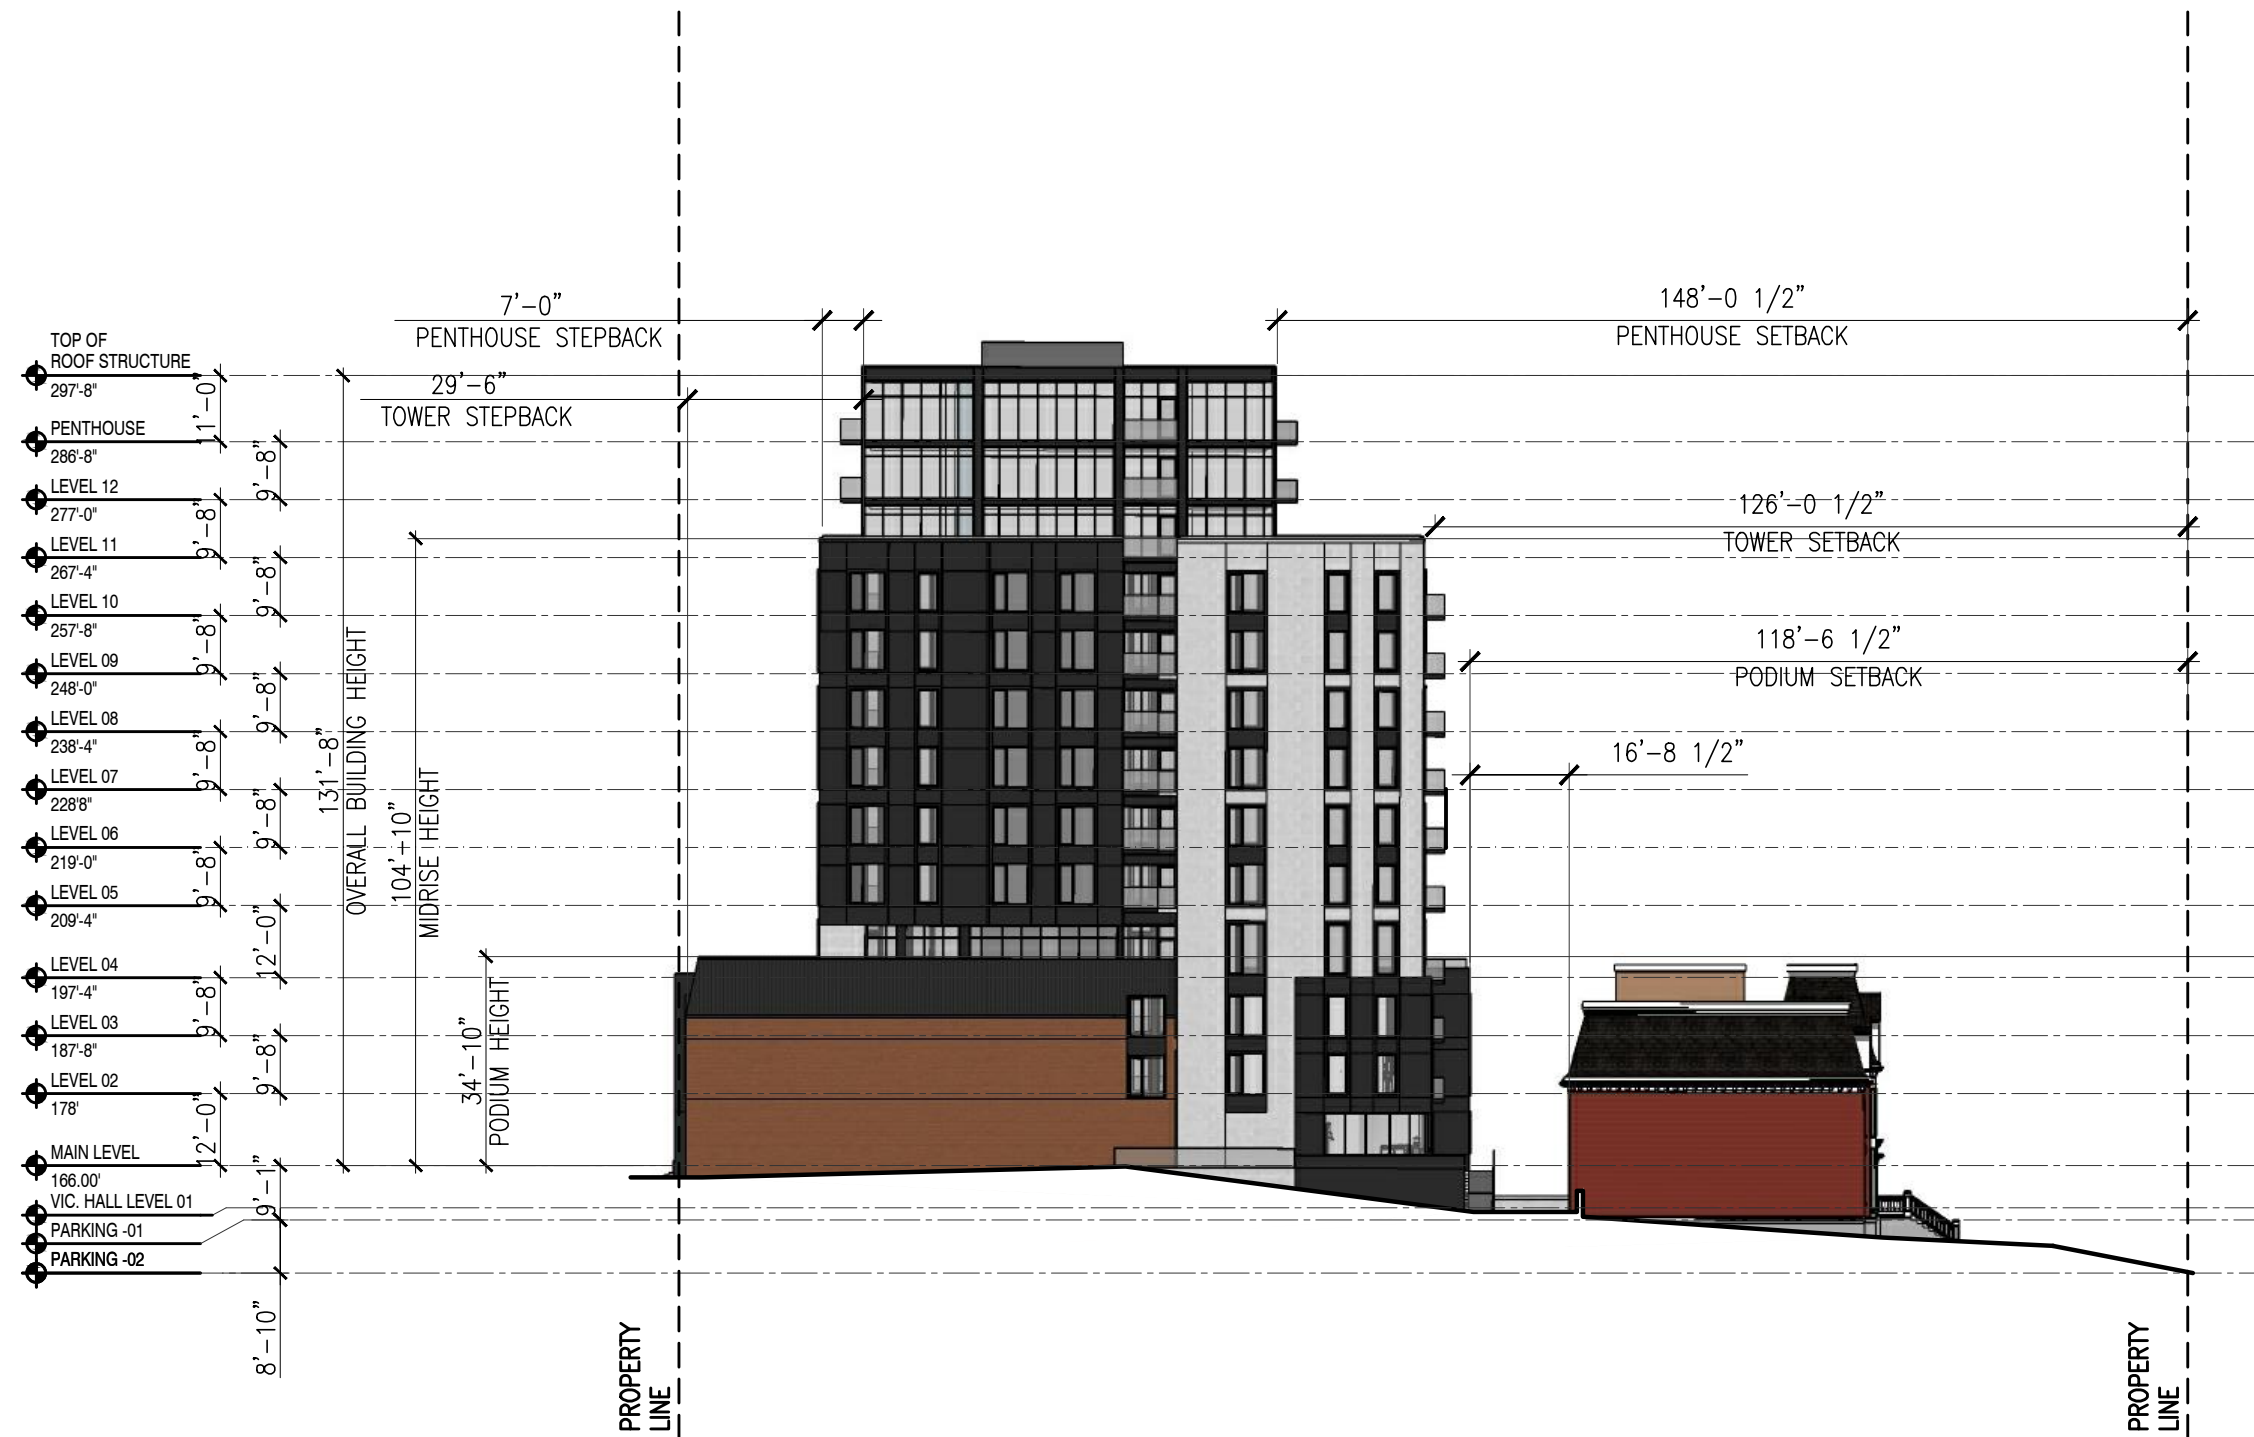 TOP OF
ROOF STRUCTURE
297'-8"
PENTHOUSE
286'-8"
LEVEL 12
277'-0"
LEVEL 11
267'-4"
LEVEL 10
257'-8"
LEVEL 09
248'-0"
LEVEL 08
238'-4"
LEVEL 07
228'8"
LEVEL 06
219'-0"
LEVEL 05
209'-4"
LEVEL 04
197'-4"
LEVEL 03
187'-8"
LEVEL 02
178'
MAIN LEVEL
166.00'
VIC. HALL LEVEL 01
PARKING -01
PARKING -02
11'-0"
9'-8"
9'-8"
9'-8"
9'-8"
9'-8"
9'-8"
9'-8"
9'-8"
12'-0"
9'-8"
9'-8"
12'-0"
9'-1"
8'-10"
131'-8"
OVERALL BUILDING HEIGHT
104'-10"
MIDRISE HEIGHT
34'-10"
PODIUM HEIGHT
7'-0"
PENTHOUSE STEPBACK
29'-6"
TOWER STEPBACK
148'-0 1/2"
PENTHOUSE SETBACK
126'-0 1/2"
TOWER SETBACK
118'-6 1/2"
PODIUM SETBACK
16'-8 1/2"
PROPERTY
LINE
PROPERTY
LINE